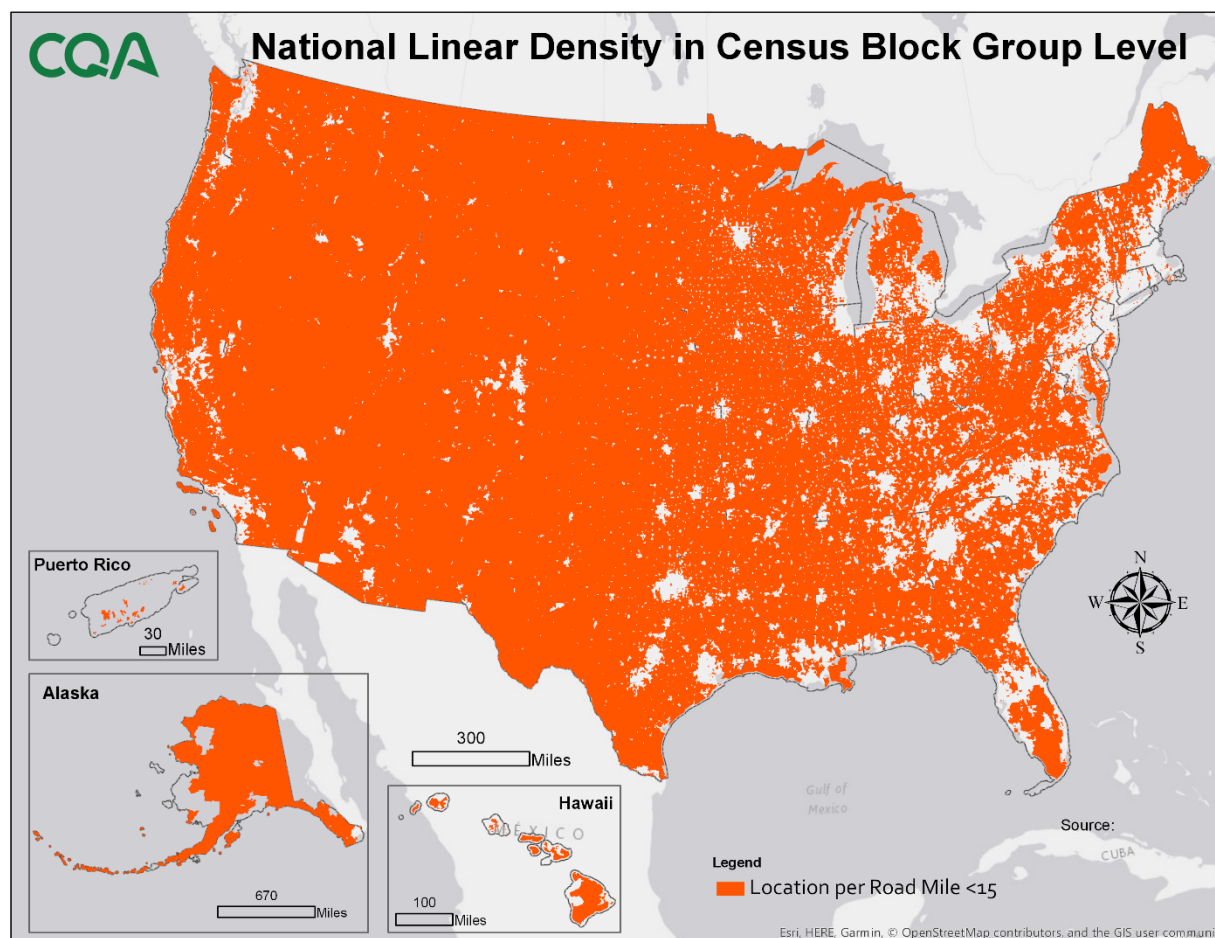 CQA
National Linear Density in Census Block Group Level
N
W
E
S
Puerto Rico
30
Miles
Alaska
670
Miles
300
Miles
Hawaii
MÉXICO
100
Miles
Gulf of
Mexico
Source:
CUBA
Legend
Location per Road Mile <15
Esri, HERE, Garmin, © OpenStreetMap contributors, and the GIS user communi